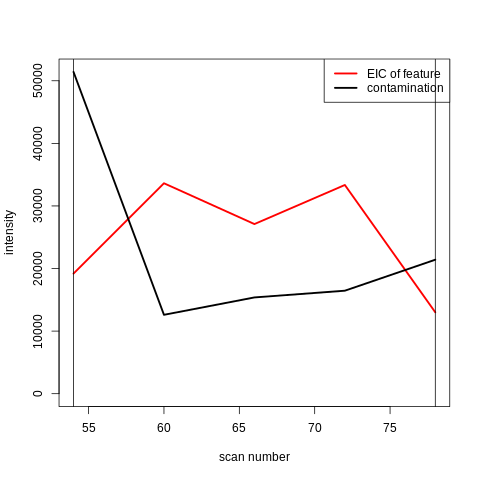 EIC of feature
contamination
50000
40000
30000
20000
10000
0
intensity
55 60 65 70 75
scan number